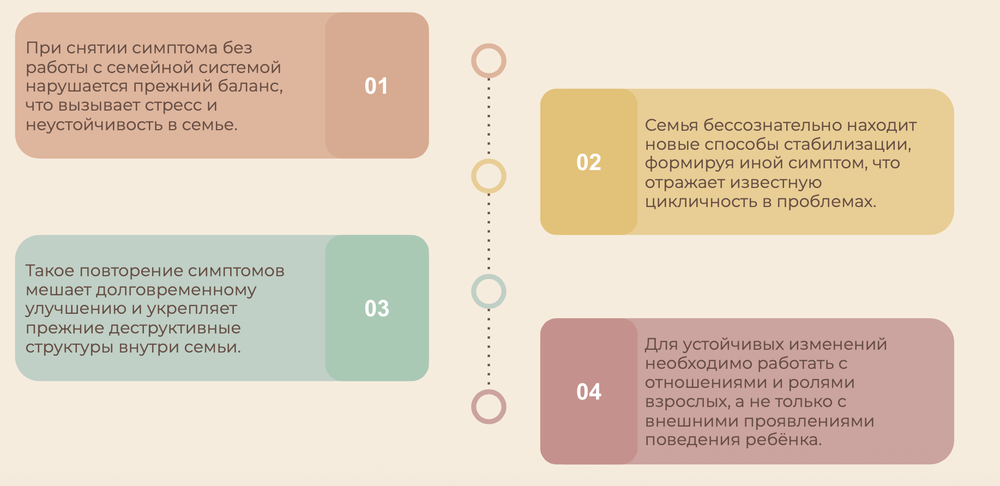 При снятии симптома без
работы с семейной системой
нарушается прежний баланс,
что вызывает стресс и
неустойчивость в семье.
01
02
Семья бессознательно находит
новые способы стабилизации,
формируя иной симптом, что
отражает известную
цикличность в проблемах.
Такое повторение симптомов
мешает долговременному
улучшению и укрепляет
прежние деструктивные
структуры внутри семьи.
03
04
Для устойчивых изменений
необходимо работать с
отношениями и ролями
взрослых, а не только с
внешними проявлениями
поведения ребёнка.